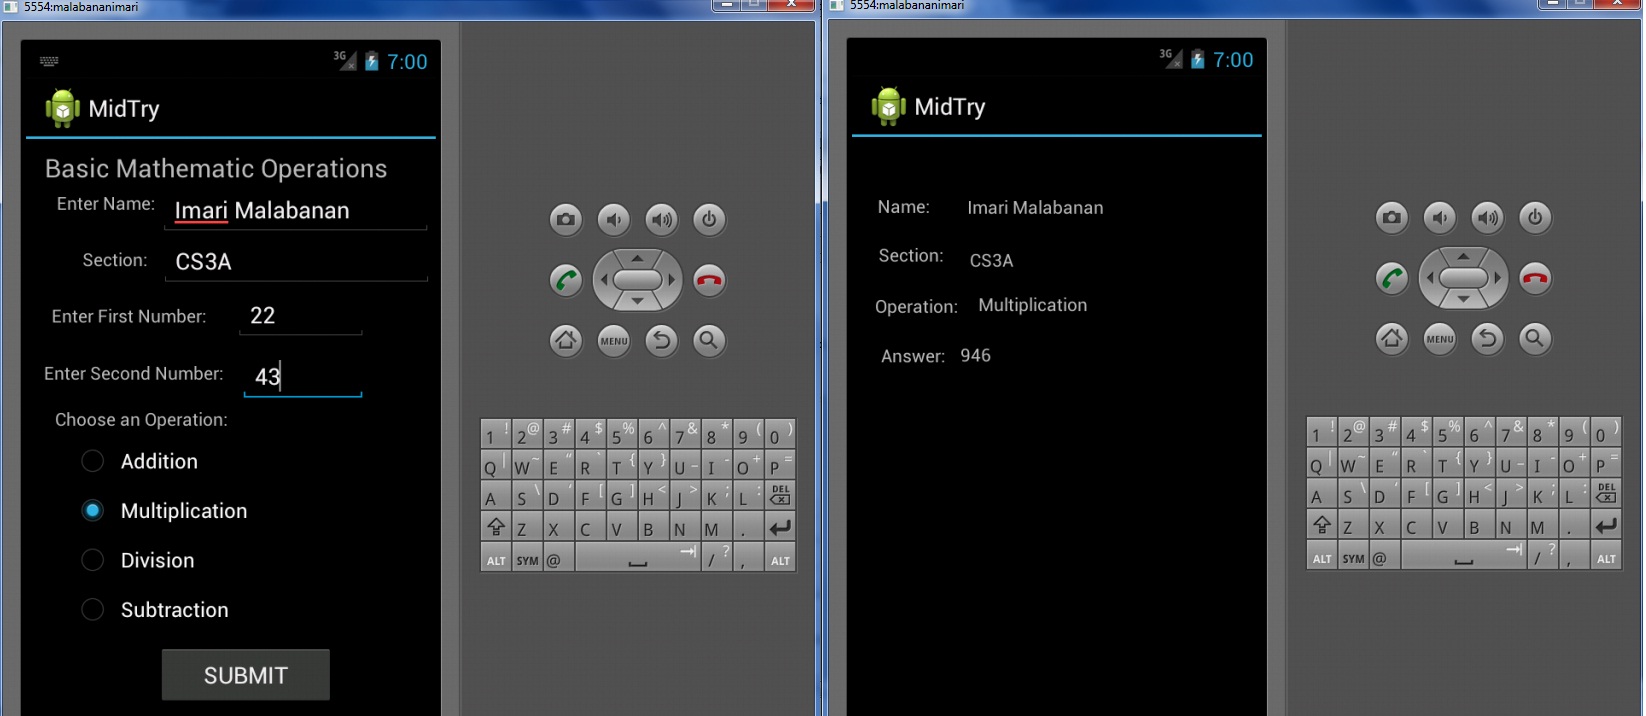 5554:malabananimari
3G 7:00
MidTry
Basic Mathematic Operations
Enter Name: Imari Malabanan
Section: CS3A
Enter First Number: 22
Enter Second Number: 43
Choose an Operation:
Addition
Multiplication
Division
Subtraction
SUBMIT
MENU
1 ! 2 @ 3 # 4 $ 5 % 6 ^ 7 & 8 * 9 ( 0 )
Q | W ~ E " R ` T { Y } U _ I - O + P =
A S \ D ' F [ G ] H < J > K ; L : DEL
Z X C V B N M .
ALT SYM @ / ? , ALT
5554:malabananimari
3G 7:00
MidTry
Name: Imari Malabanan
Section: CS3A
Operation: Multiplication
Answer: 946
MENU
1 ! 2 @ 3 # 4 $ 5 % 6 ^ 7 & 8 * 9 ( 0 )
Q | W ~ E " R ` T { Y } U _ I - O + P =
A S \ D ' F [ G ] H < J > K ; L : DEL
Z X C V B N M .
ALT SYM @ / ? , ALT